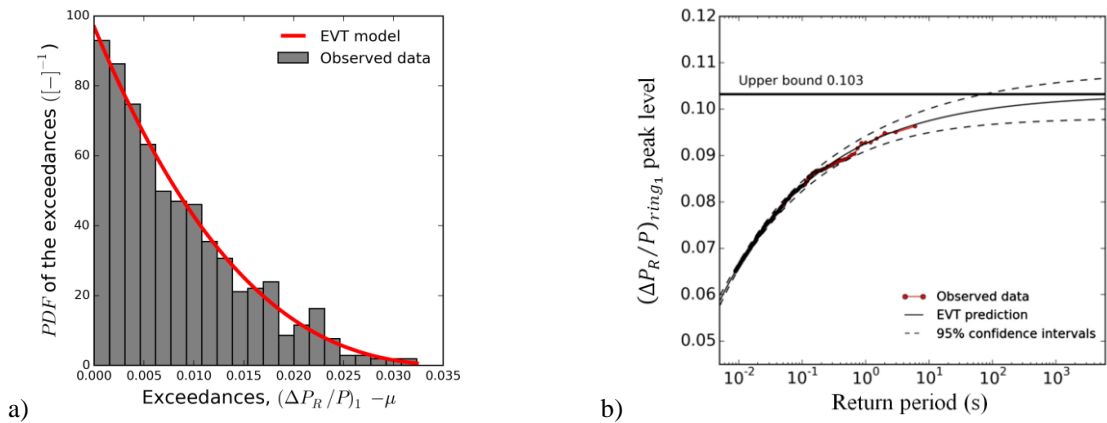 a)
100
80
60
40
20
0
PDF of the exceedances ([−]⁻¹)
EVT model
Observed data
0.000 0.005 0.010 0.015 0.020 0.025 0.030 0.035
Exceedances, (ΔP_R/P)₁ −μ
b)
0.12
0.11
0.10
0.09
0.08
0.07
0.06
0.05
(ΔP_R/P)_ring₁ peak level
Upper bound 0.103
Observed data
EVT prediction
95% confidence intervals
10⁻² 10⁻¹ 10⁰ 10¹ 10² 10³
Return period (s)